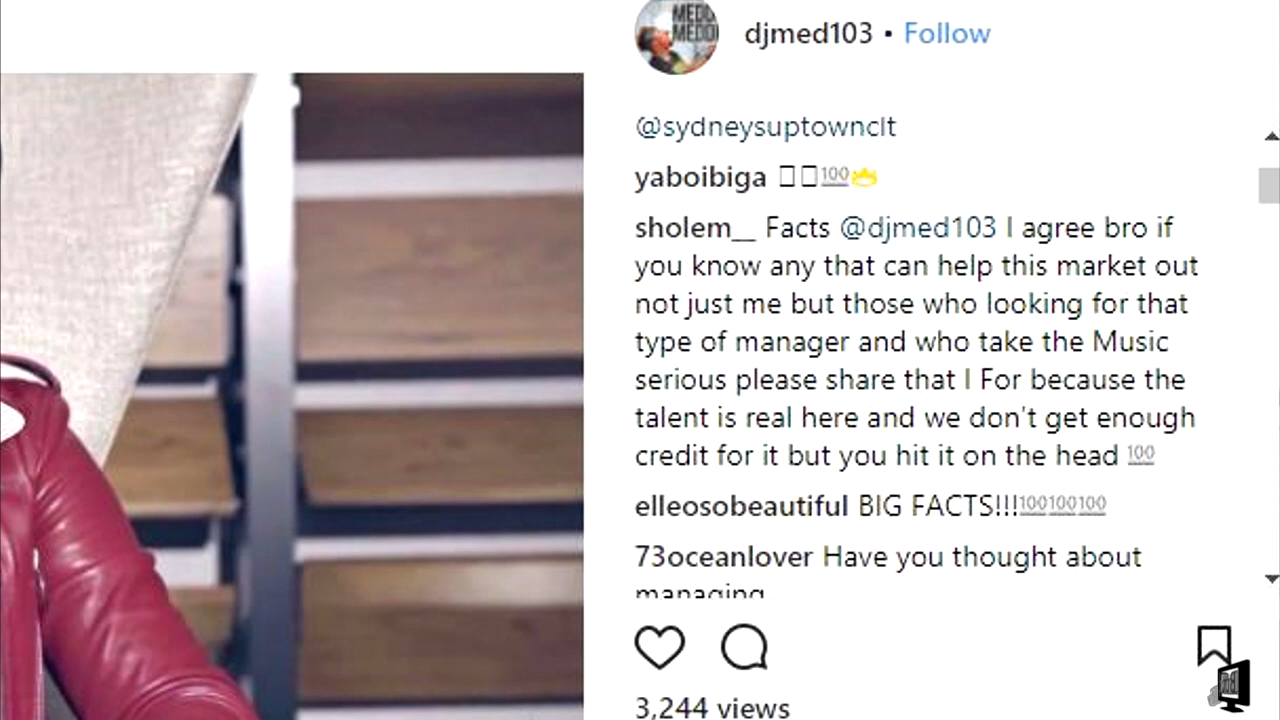 MEDD
MEDDI
djmed103 • Follow
@sydneysuptownclt
yaboibiga 💯👑
sholem__ Facts @djmed103 I agree bro if
you know any that can help this market out
not just me but those who looking for that
type of manager and who take the Music
serious please share that I For because the
talent is real here and we don't get enough
credit for it but you hit it on the head 💯
elleosobeautiful BIG FACTS!!!💯💯💯
73oceanlover Have you thought about
managing
3,244 views